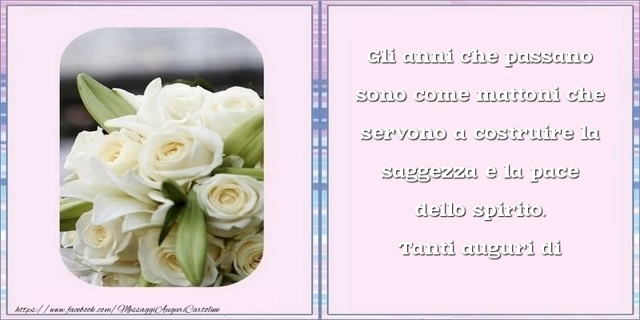 Gli anni che passano
sono come mattoni che
servono a costruire la
saggezza e la pace
dello spirito.
Tanti auguri di
https://www.facebook.com/MessaggiAuguriCartoline